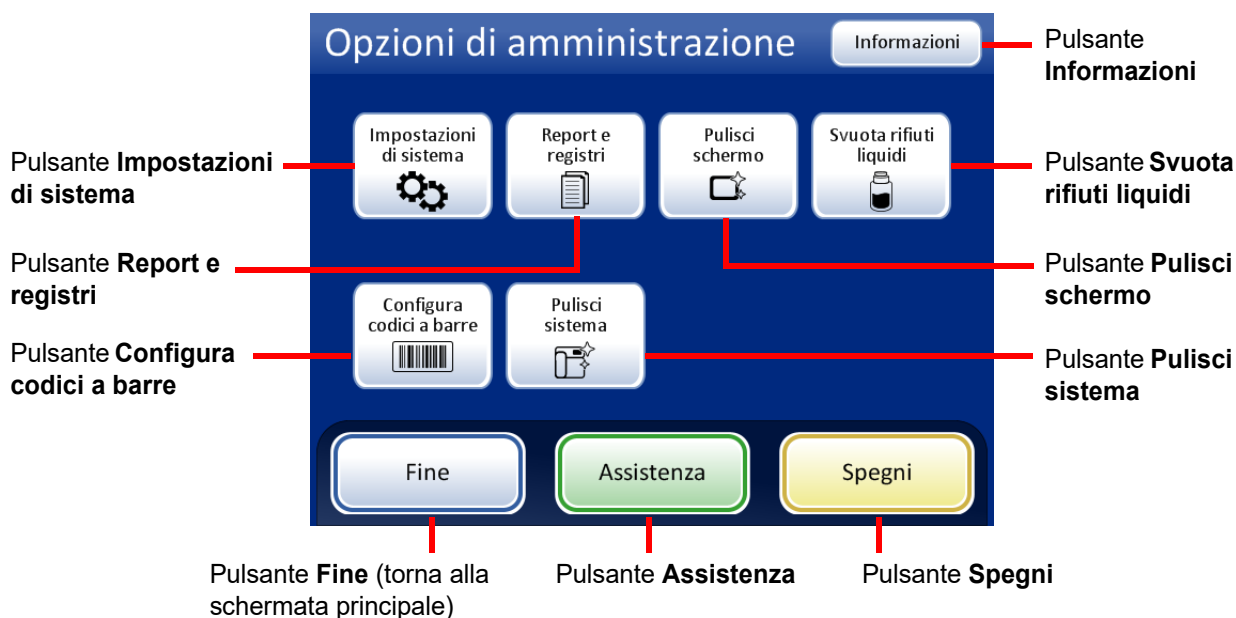 Opzioni di amministrazione
Informazioni
Pulsante
Informazioni
Impostazioni
di sistema
Report e
registri
Pulisci
schermo
Svuota rifiuti
liquidi
Pulsante Impostazioni
di sistema
Pulsante Svuota
rifiuti liquidi
Pulsante Report e
registri
Pulsante Pulisci
schermo
Configura
codici a barre
Pulisci
sistema
Pulsante Configura
codici a barre
Pulsante Pulisci
sistema
Fine
Assistenza
Spegni
Pulsante Fine (torna alla
schermata principale)
Pulsante Assistenza
Pulsante Spegni